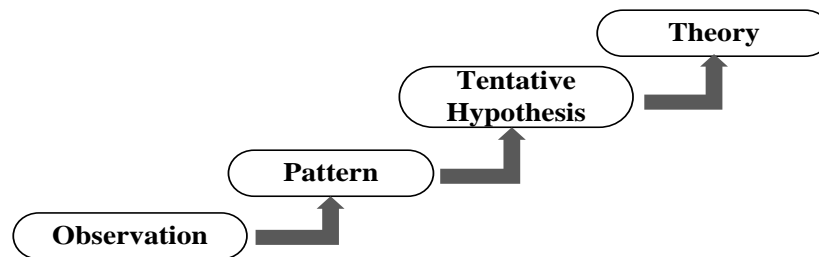 Theory
Tentative
Hypothesis
Pattern
Observation